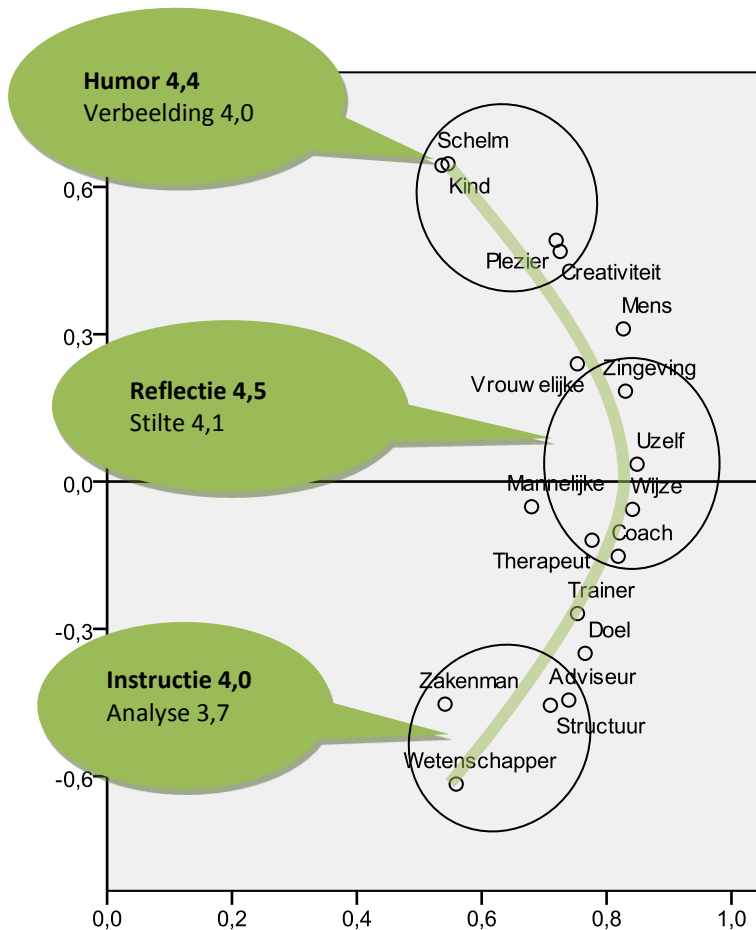 Humor 4,4
Verbeelding 4,0
Schelm
Kind
0,6
Plezier
Creativiteit
Mens
0,3
Zingeving
Vrouw elijke
Reflectie 4,5
Stilte 4,1
Uzelf
0,0
Mannelijke
Wijze
Coach
Therapeut
Trainer
-0,3
Doel
Instructie 4,0
Analyse 3,7
Zakenman
Adviseur
Structuur
Wetenschapper
-0,6
0,0 0,2 0,4 0,6 0,8 1,0